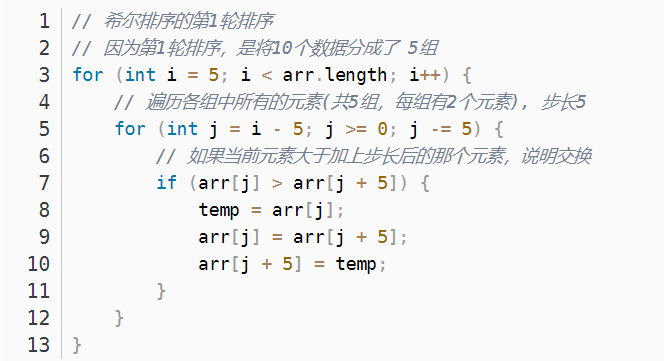 1 // 希尔排序的第1轮排序
2 // 因为第1轮排序，是将10个数据分成了 5组
3 for (int i = 5; i < arr.length; i++) {
4 // 遍历各组中所有的元素(共5组，每组有2个元素)，步长5
5 for (int j = i - 5; j >= 0; j -= 5) {
6 // 如果当前元素大于加上步长后的那个元素，说明交换
7 if (arr[j] > arr[j + 5]) {
8 temp = arr[j];
9 arr[j] = arr[j + 5];
10 arr[j + 5] = temp;
11 }
12 }
13 }